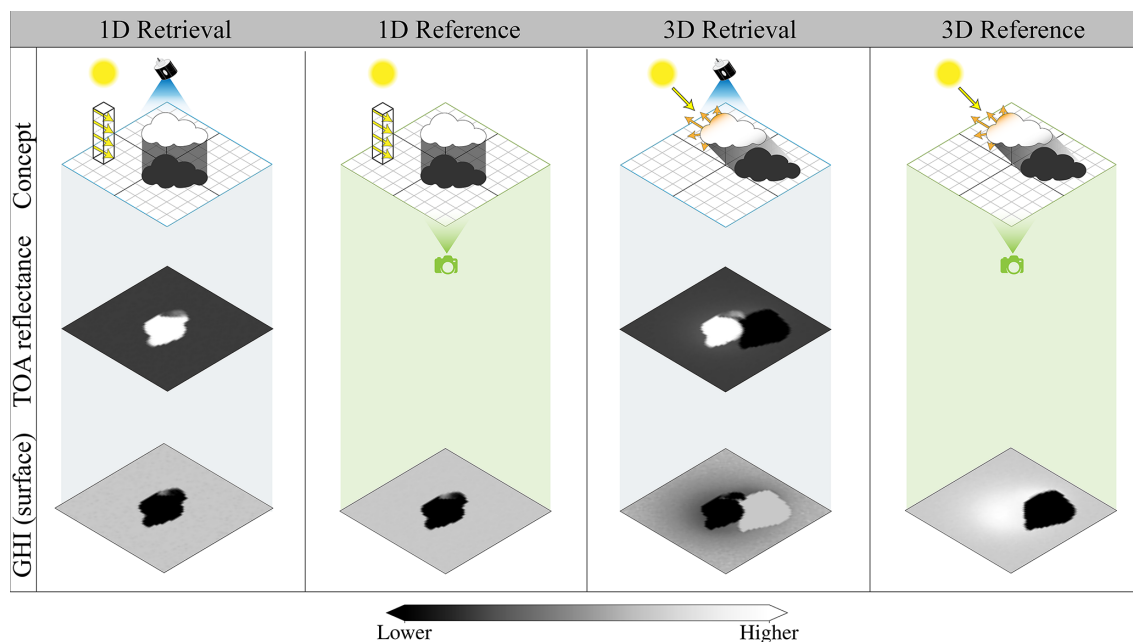 1D Retrieval
1D Reference
3D Retrieval
3D Reference
Concept
TOA reflectance
GHI (surface)
Lower
Higher